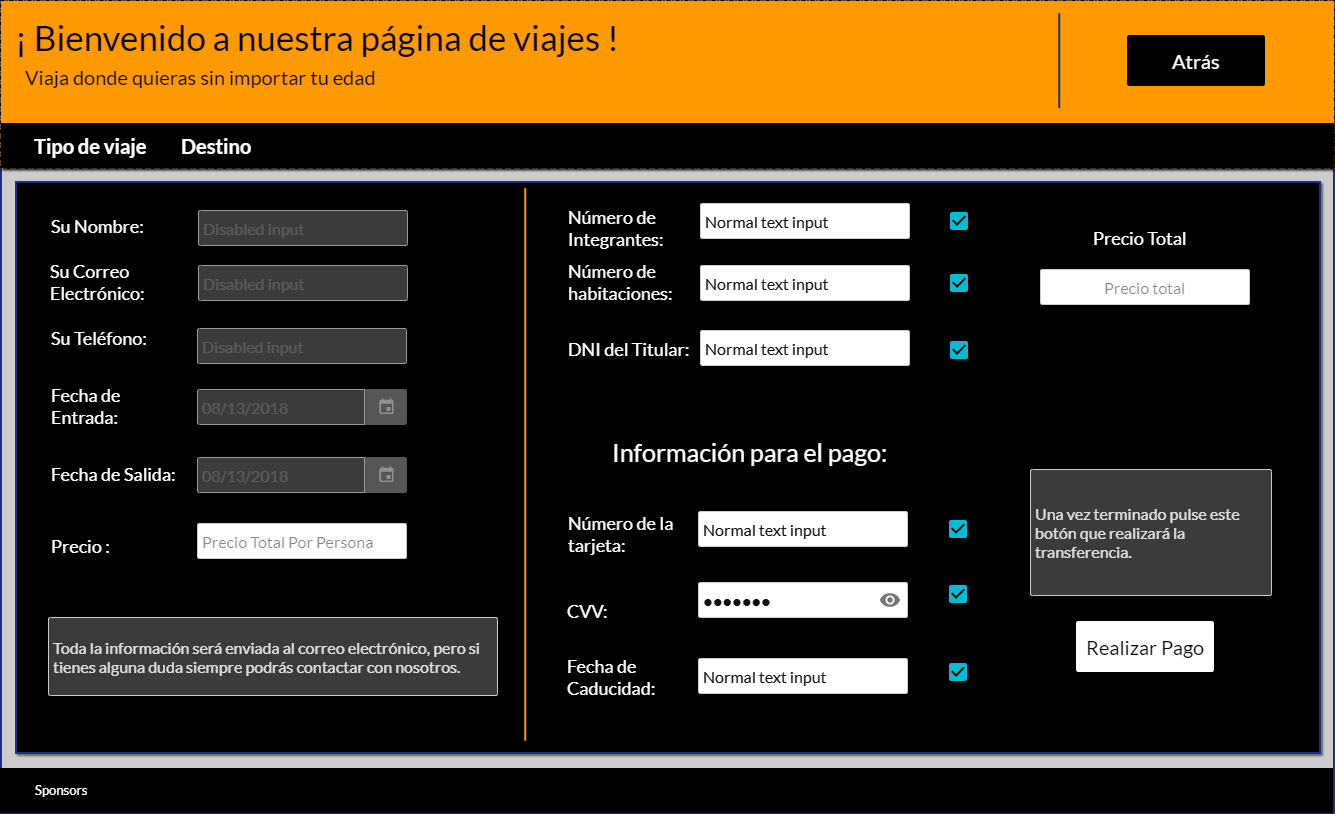 ¡ Bienvenido a nuestra página de viajes !
Viaja donde quieras sin importar tu edad
Atrás
Tipo de viaje
Destino
Su Nombre:
Disabled input
Su Correo
Electrónico:
Disabled input
Su Teléfono:
Disabled input
Fecha de
Entrada:
08/13/2018
Fecha de Salida:
08/13/2018
Precio :
Precio Total Por Persona
Toda la información será enviada al correo electrónico, pero si
tienes alguna duda siempre podrás contactar con nosotros.
Número de
Integrantes:
Normal text input
Número de
habitaciones:
Normal text input
DNI del Titular:
Normal text input
Precio Total
Precio total
Información para el pago:
Número de la
tarjeta:
Normal text input
CVV:
•••••••
Fecha de
Caducidad:
Normal text input
Una vez terminado pulse este
botón que realizará la
transferencia.
Realizar Pago
Sponsors